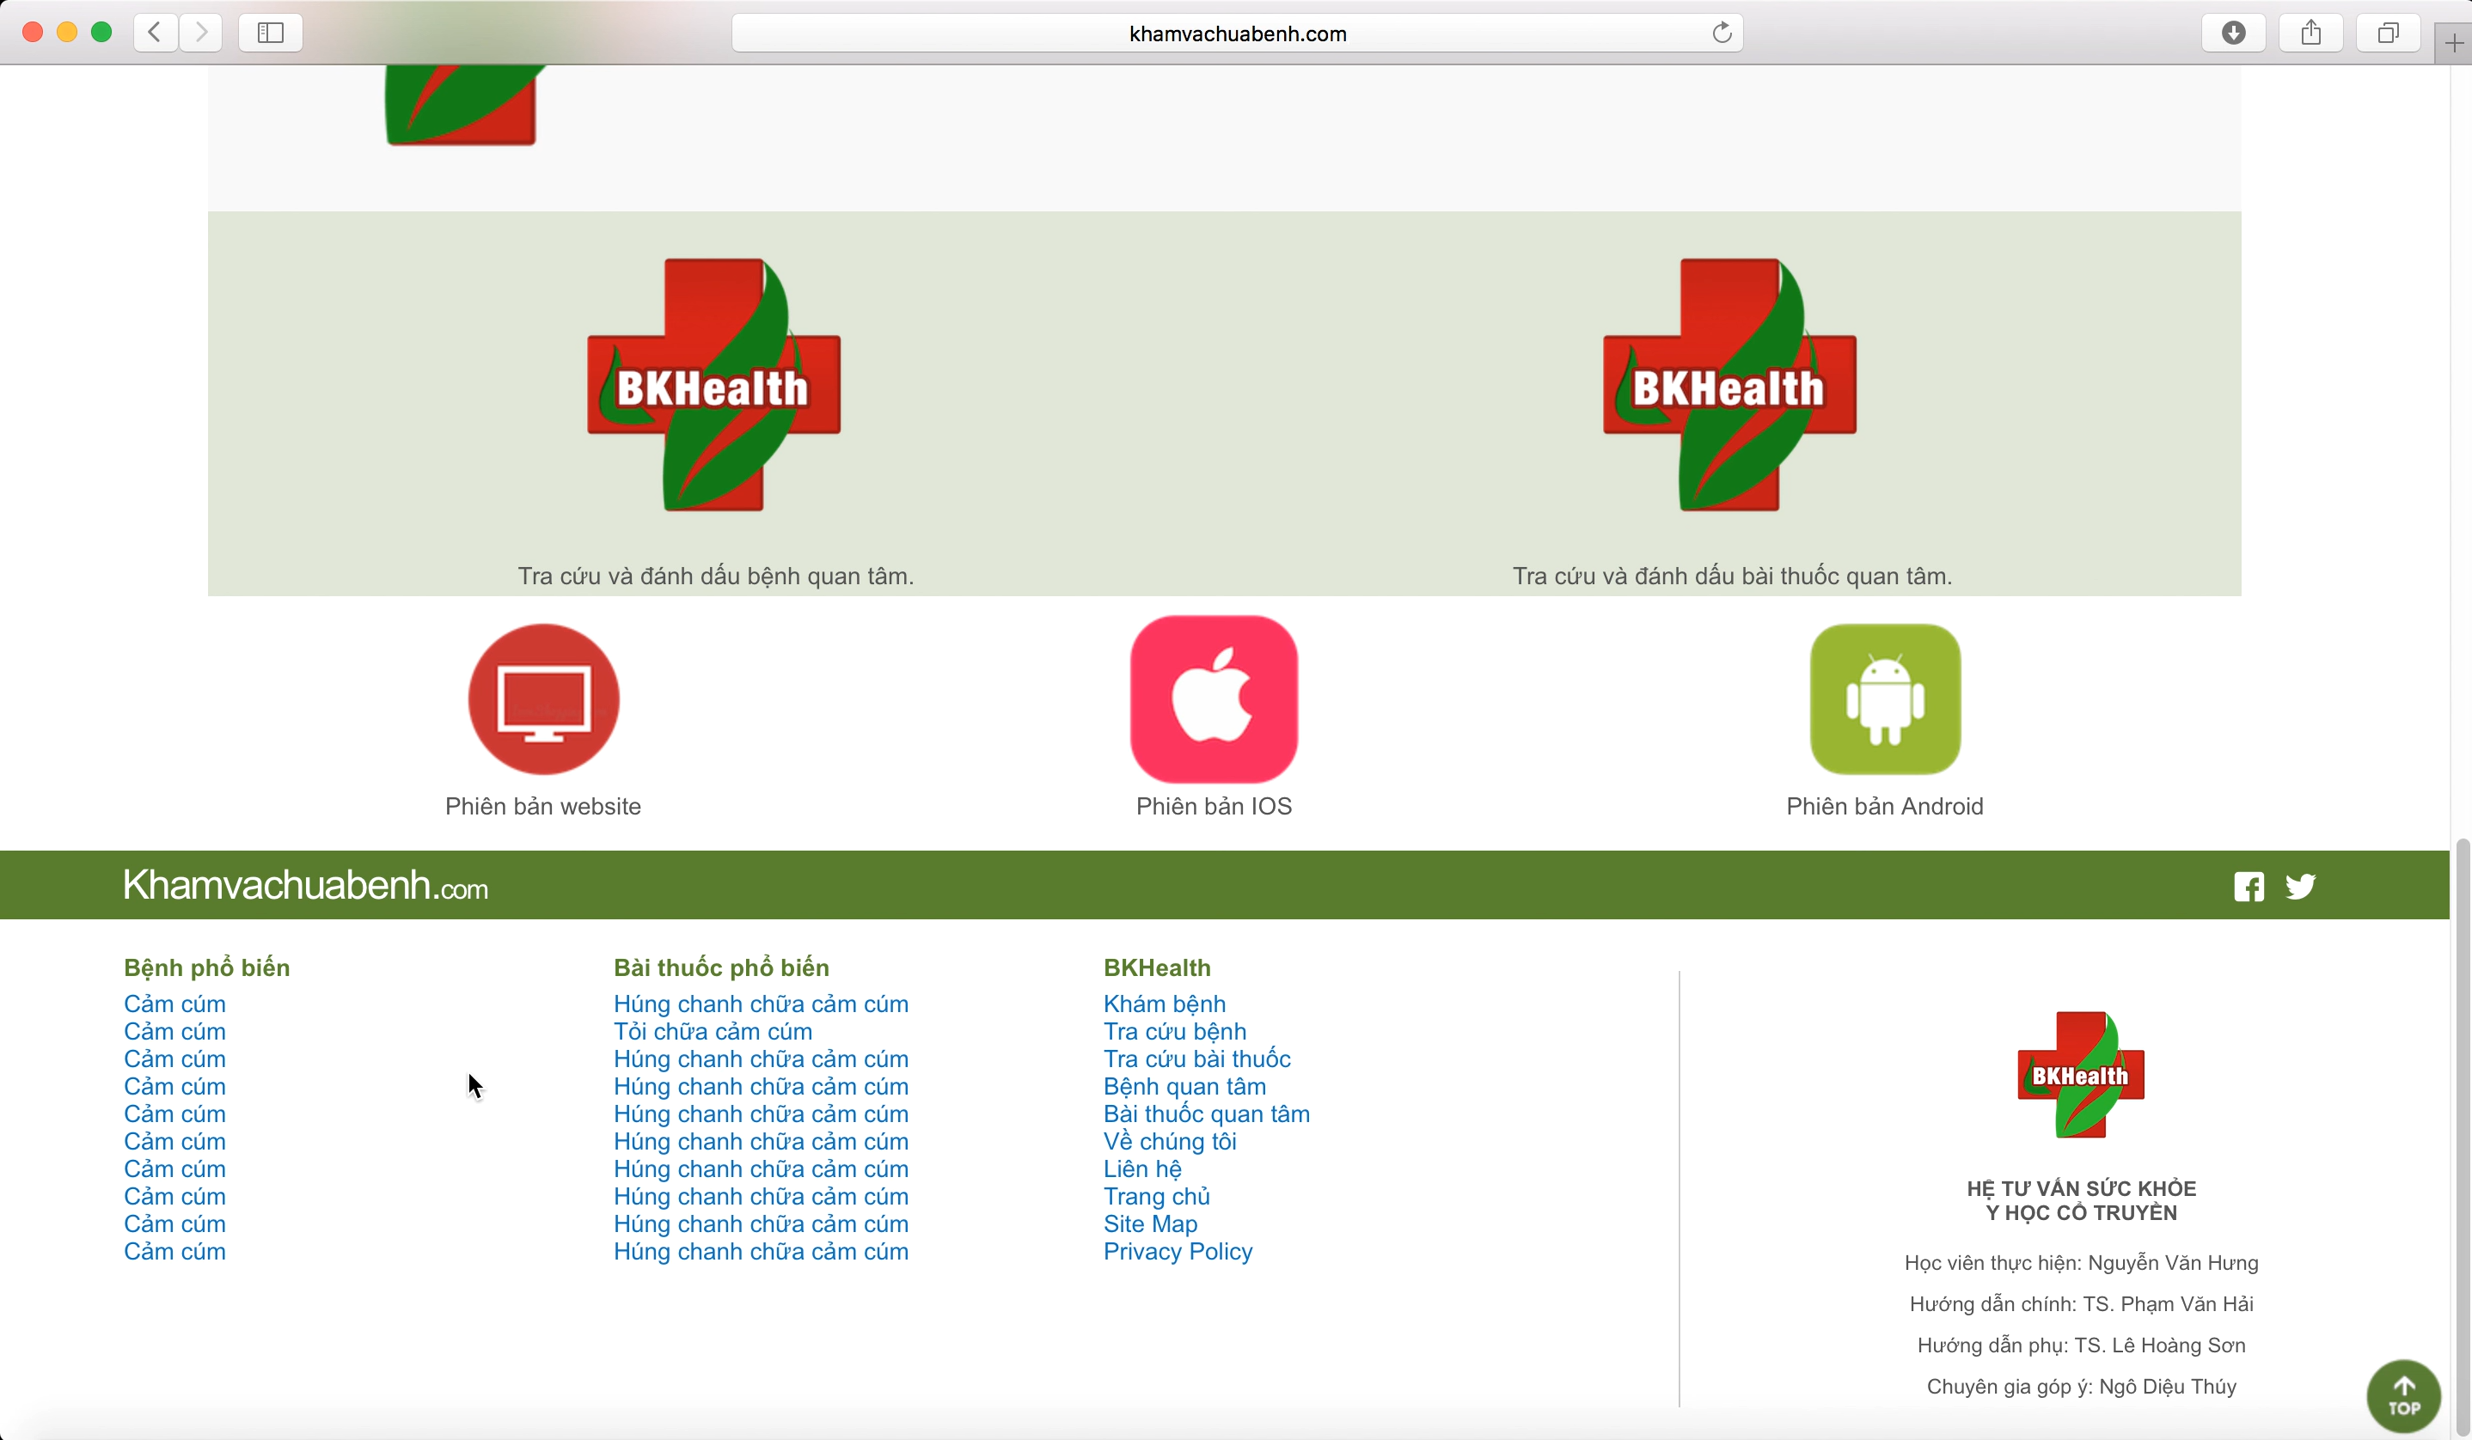 khamvachuabenh.com
BKHealth
BKHealth
Tra cứu và đánh dấu bệnh quan tâm.
Tra cứu và đánh dấu bài thuốc quan tâm.
Phiên bản website
Phiên bản IOS
Phiên bản Android
Khamvachuabenh.com
Bệnh phổ biến
Cảm cúm
Cảm cúm
Cảm cúm
Cảm cúm
Cảm cúm
Cảm cúm
Cảm cúm
Cảm cúm
Cảm cúm
Cảm cúm
Bài thuốc phổ biến
Húng chanh chữa cảm cúm
Tỏi chữa cảm cúm
Húng chanh chữa cảm cúm
Húng chanh chữa cảm cúm
Húng chanh chữa cảm cúm
Húng chanh chữa cảm cúm
Húng chanh chữa cảm cúm
Húng chanh chữa cảm cúm
Húng chanh chữa cảm cúm
Húng chanh chữa cảm cúm
BKHealth
Khám bệnh
Tra cứu bệnh
Tra cứu bài thuốc
Bệnh quan tâm
Bài thuốc quan tâm
Về chúng tôi
Liên hệ
Trang chủ
Site Map
Privacy Policy
BKHealth
HỆ TƯ VẤN SỨC KHỎE
Y HỌC CỔ TRUYỀN
Học viên thực hiện: Nguyễn Văn Hưng
Hướng dẫn chính: TS. Phạm Văn Hải
Hướng dẫn phụ: TS. Lê Hoàng Sơn
Chuyên gia góp ý: Ngô Diệu Thúy
TOP